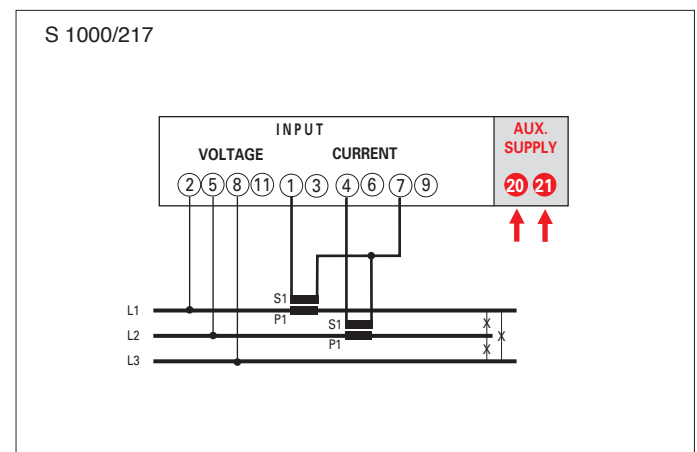 S 1000/217
INPUT
AUX.
SUPPLY
VOLTAGE CURRENT
2 5 8 11 1 3 4 6 7 9 20 21
S1
L1
P1
S1
L2
P1
L3
X
X
X